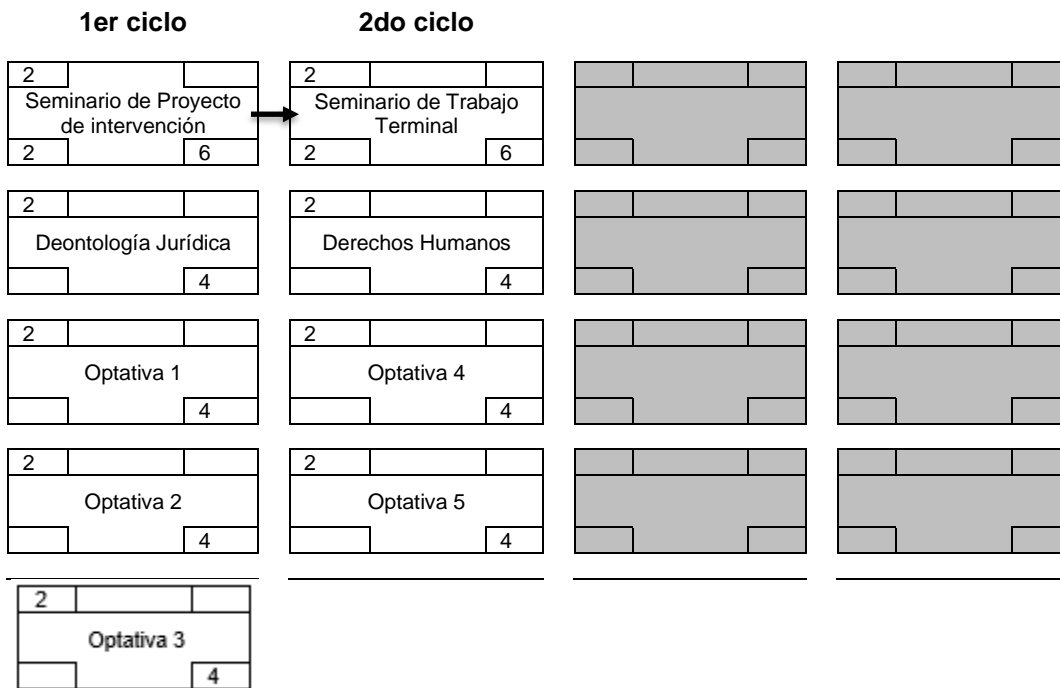 1er ciclo 2do ciclo
2 2
Seminario de Proyecto Seminario de Trabajo
de intervención Terminal
2 6 2 6
2 2
Deontología Jurídica Derechos Humanos
4 4
2 2
Optativa 1 Optativa 4
4 4
2 2
Optativa 2 Optativa 5
4 4
2
Optativa 3
4